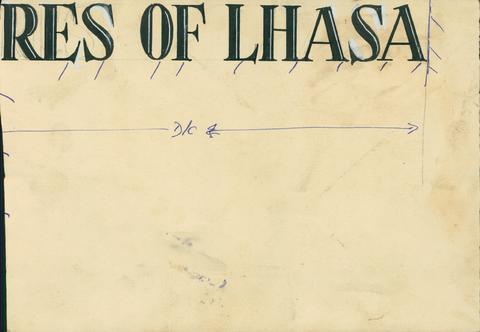 RES OF LHASA
D/C